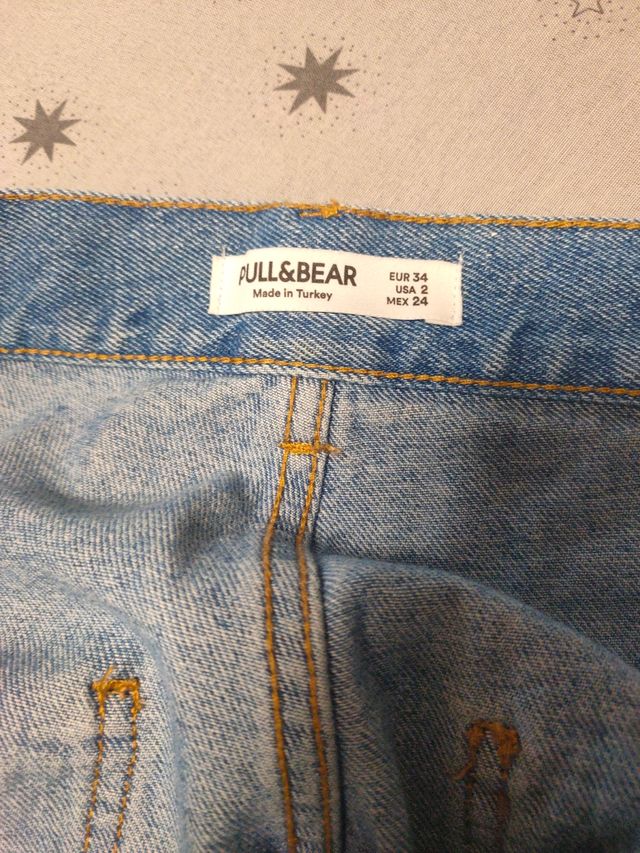 PULL&BEAR
Made in Turkey
EUR 34
USA 2
MEX 24